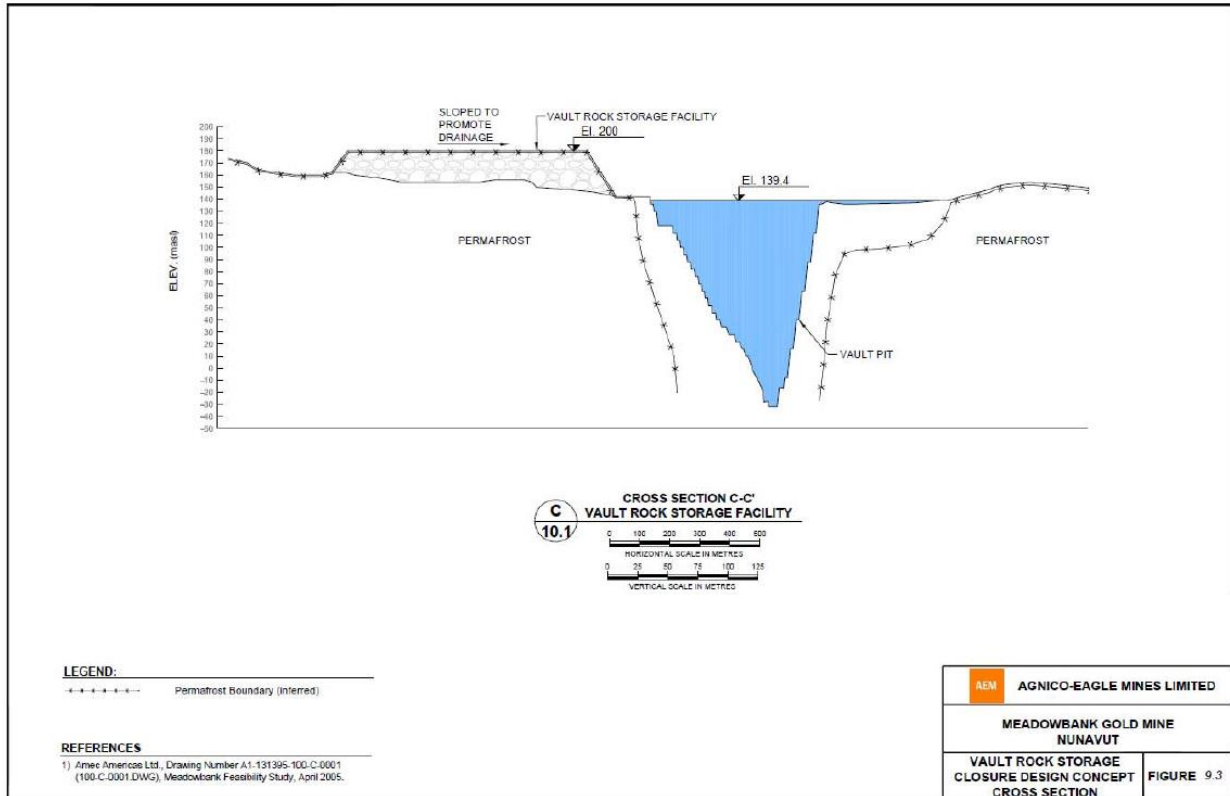 SLOPED TO
PROMOTE
DRAINAGE
VAULT ROCK STORAGE FACILITY
El. 200
200
190
180
170
160
150
140
130
120
110
100
90
80
70
60
50
40
30
20
10
0
-10
-20
-30
-40
-50
ELEV. (masl)
El. 139.4
PERMAFROST
PERMAFROST
VAULT PIT
C
10.1
CROSS SECTION C-C'
VAULT ROCK STORAGE FACILITY
0 100 200 300 400 500
HORIZONTAL SCALE IN METRES
0 25 50 75 100 125
VERTICAL SCALE IN METRES
LEGEND:
Permafrost Boundary (Inferred)
REFERENCES
1) Amec Americas Ltd., Drawing Number A1-131395-100-C-0001
(100-C-0001.DWG), Meadowbank Feasibility Study, April 2005.
AEM AGNICO-EAGLE MINES LIMITED
MEADOWBANK GOLD MINE
NUNAVUT
VAULT ROCK STORAGE
CLOSURE DESIGN CONCEPT
CROSS SECTION
FIGURE 9.3